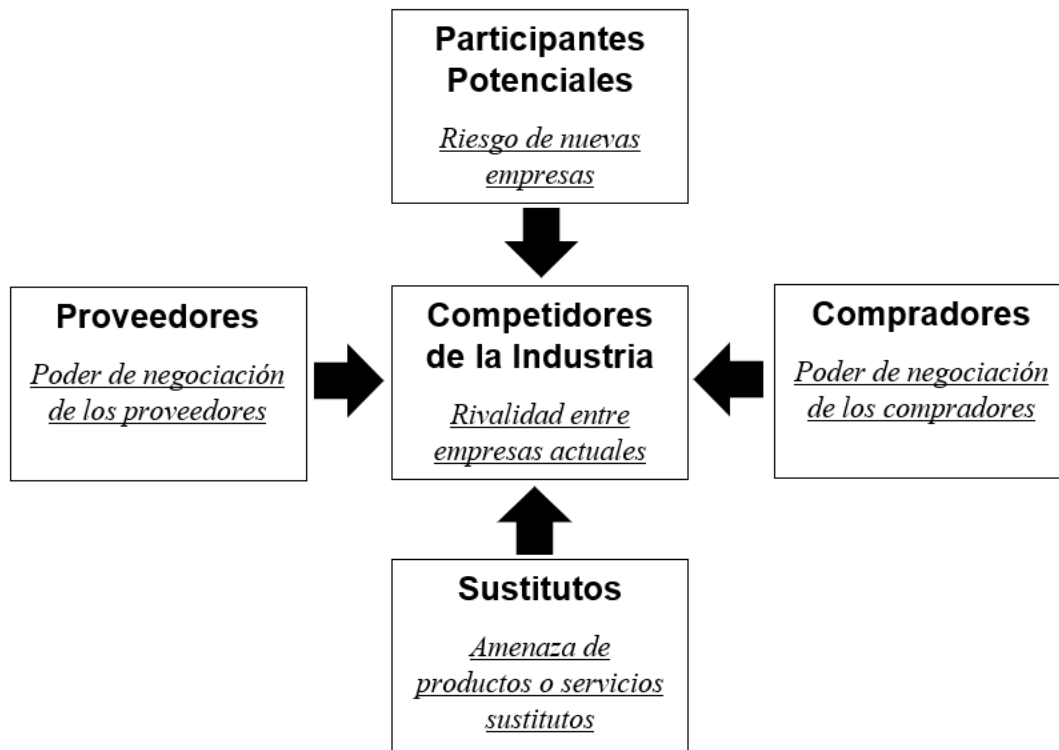 Participantes
Potenciales
Riesgo de nuevas
empresas
Proveedores
Poder de negociación
de los proveedores
Competidores
de la Industria
Rivalidad entre
empresas actuales
Compradores
Poder de negociación
de los compradores
Sustitutos
Amenaza de
productos o servicios
sustitutos